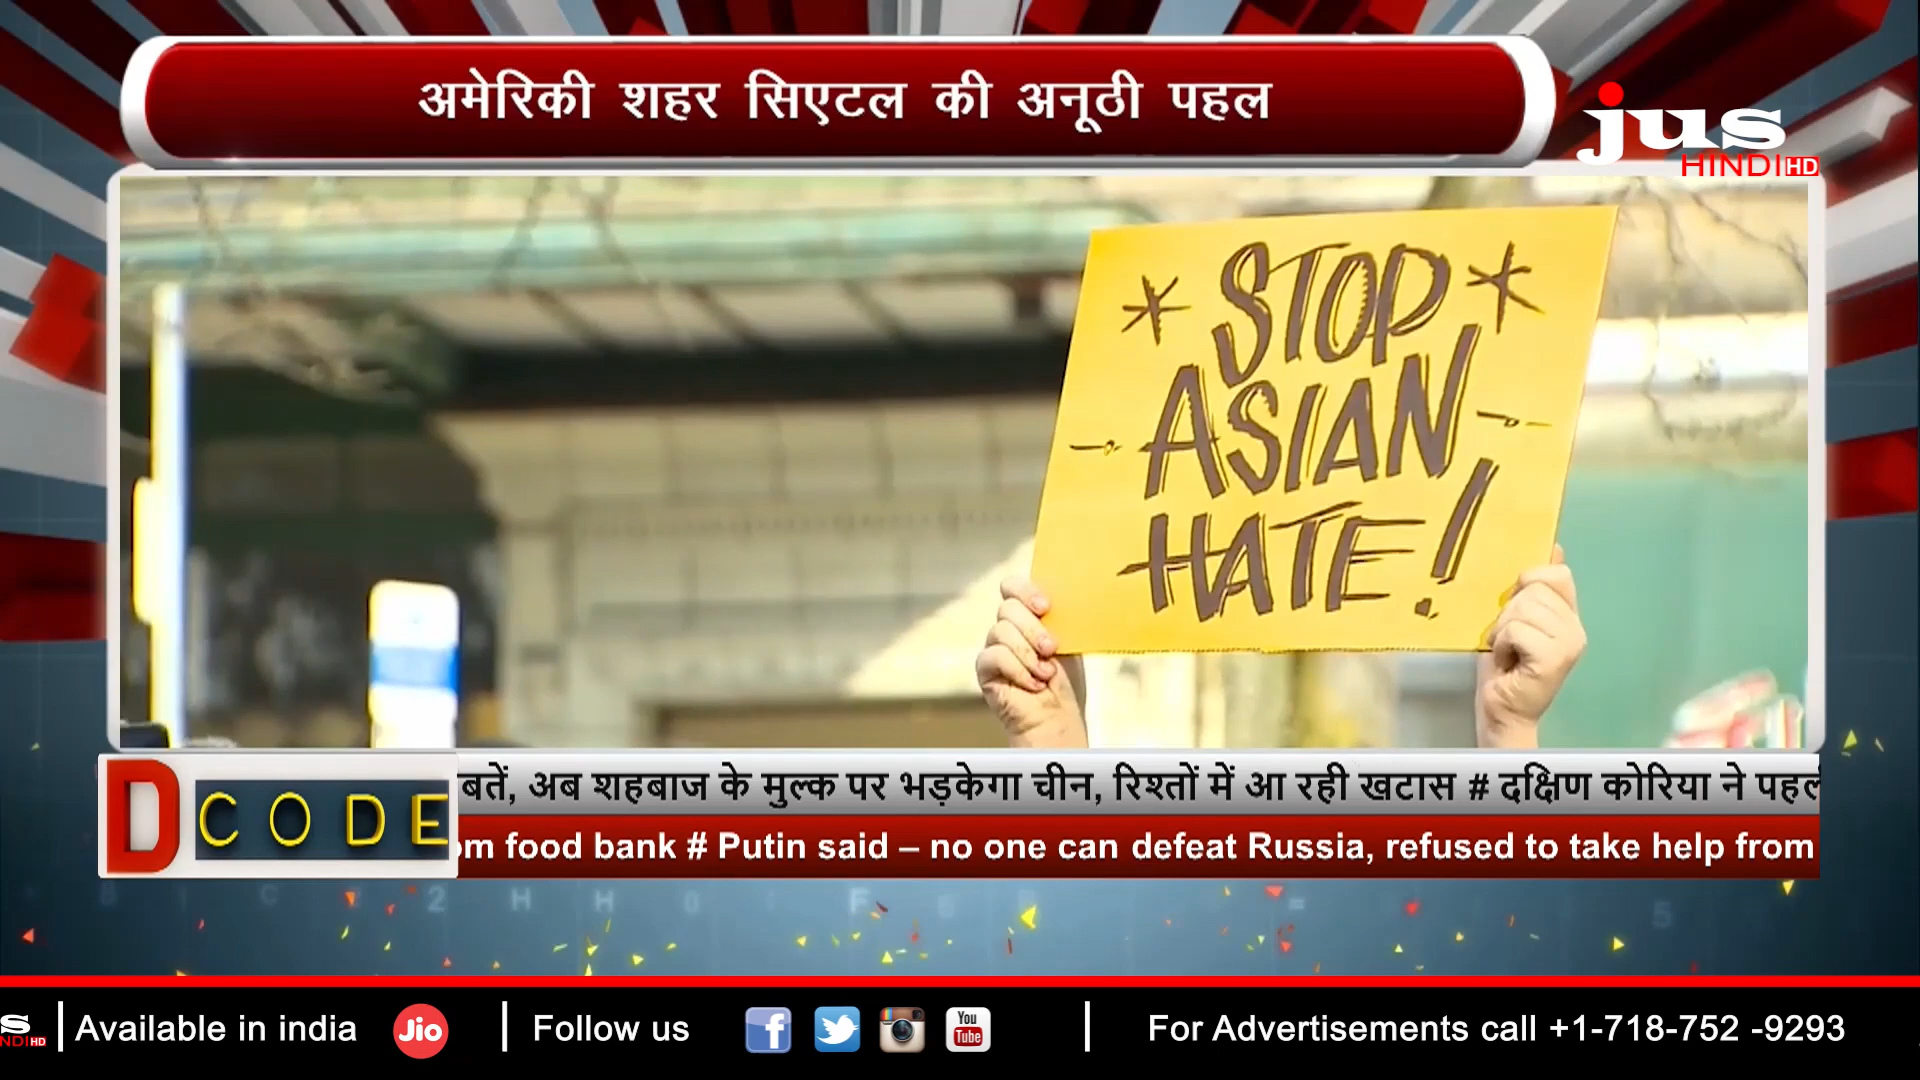 अमेरिकी शहर सिएटल की अनूठी पहल
jus
HINDI HD
* STOP *
ASIAN
HATE!
D CODE
अब शहबाज के मुल्क पर भड़केगा चीन, रिश्तों में आ रही खटास # दक्षिण कोरिया ने
food bank # Putin said – no one can defeat Russia, refused to take help from
Available in india
Jio
Follow us
You
Tube
For Advertisements call +1-718-752 -9293